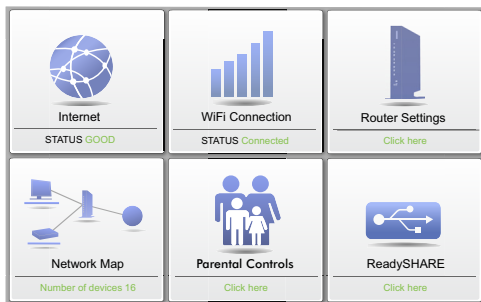 Internet
STATUS GOOD
WiFi Connection
STATUS Connected
Router Settings
Click here
Network Map
Number of devices 16
Parental Controls
Click here
ReadySHARE
Click here